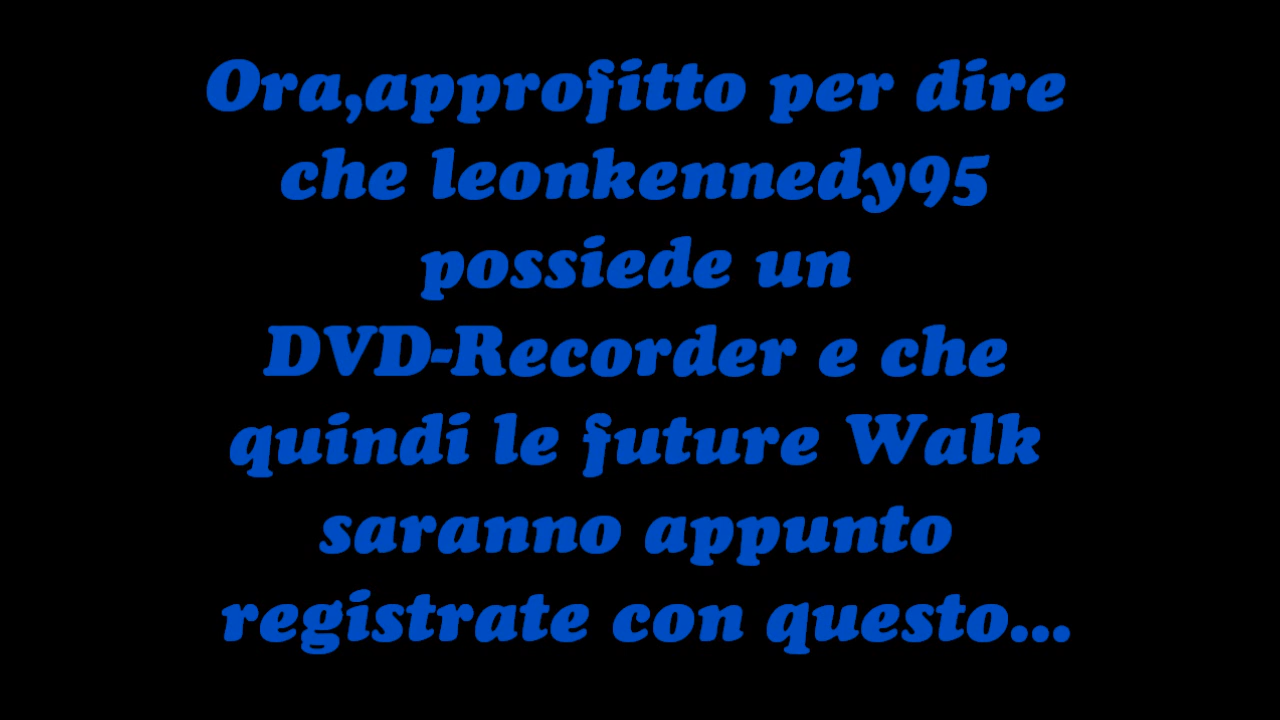 Ora,approfitto per dire
che leonkennedy95
possiede un
DVD-Recorder e che
quindi le future Walk
saranno appunto
registrate con questo...